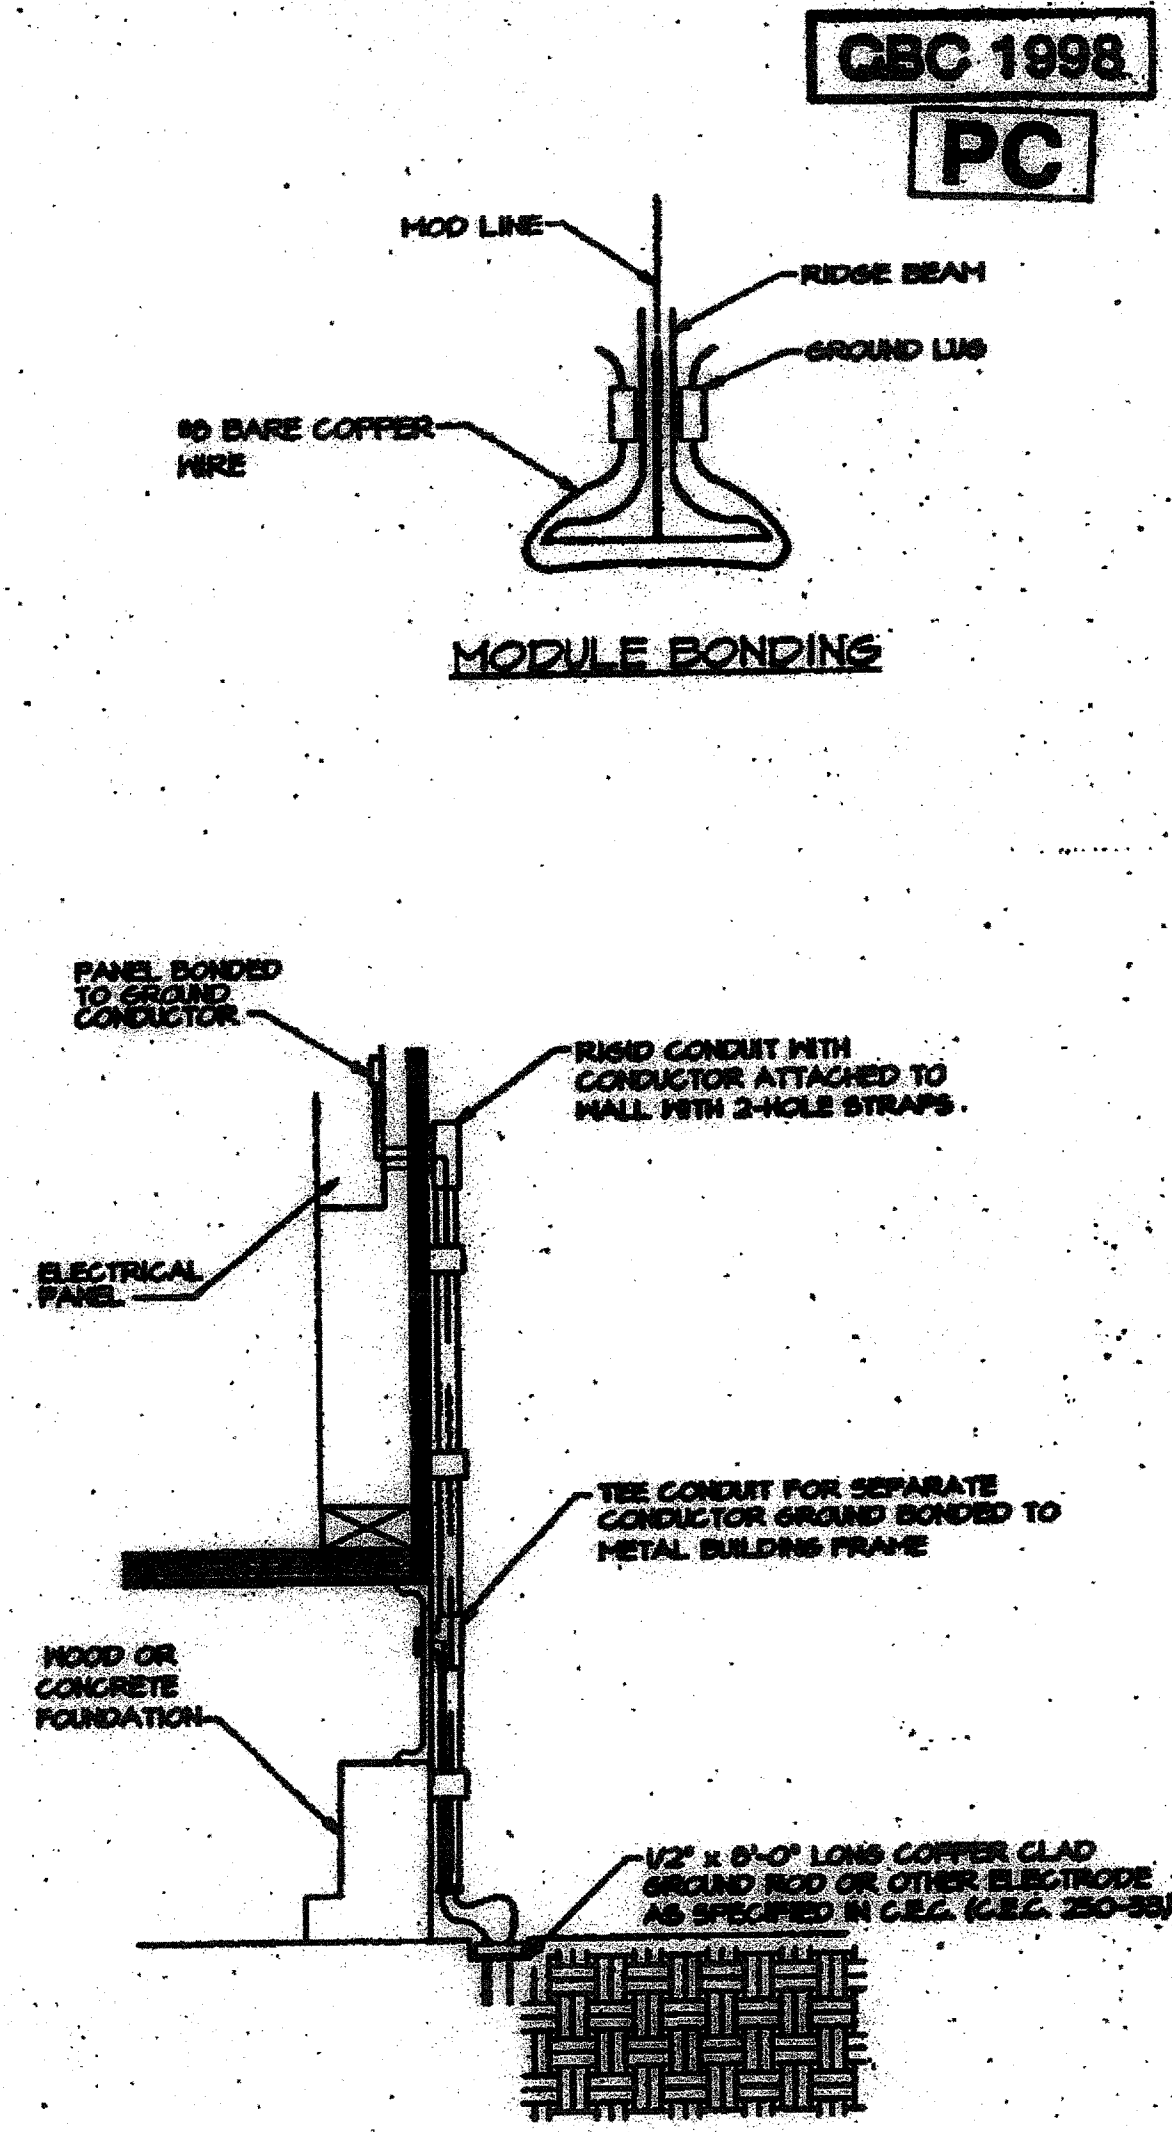 CBC 1998
PC
MOD LINE
RIDGE BEAM
GROUND LUG
#8 BARE COPPER
WIRE
MODULE BONDING
PANEL BONDED
TO GROUND
CONDUCTOR
RIGID CONDUIT WITH
CONDUCTOR ATTACHED TO
WALL WITH 2-HOLE STRAPS.
ELECTRICAL
PANEL
TEE CONDUIT FOR SEPARATE
CONDUCTOR GROUND BONDED TO
METAL BUILDING FRAME
WOOD OR
CONCRETE
FOUNDATION
1/2" x 8'-0" LONG COPPER CLAD
GROUND ROD OR OTHER ELECTRODE
AS SPECIFIED IN C.E.C. (C.E.C.